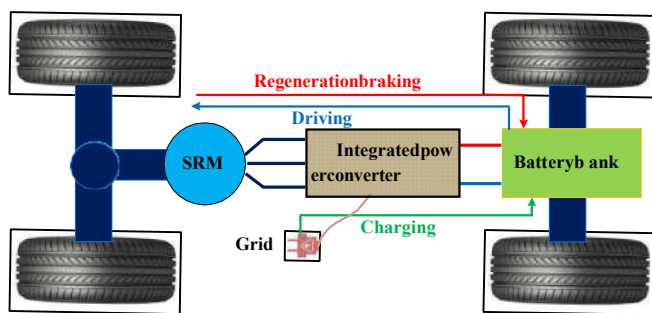 Regenerationbraking
Driving
SRM
Integratedpow
erconverter
Batteryb ank
Grid
Charging